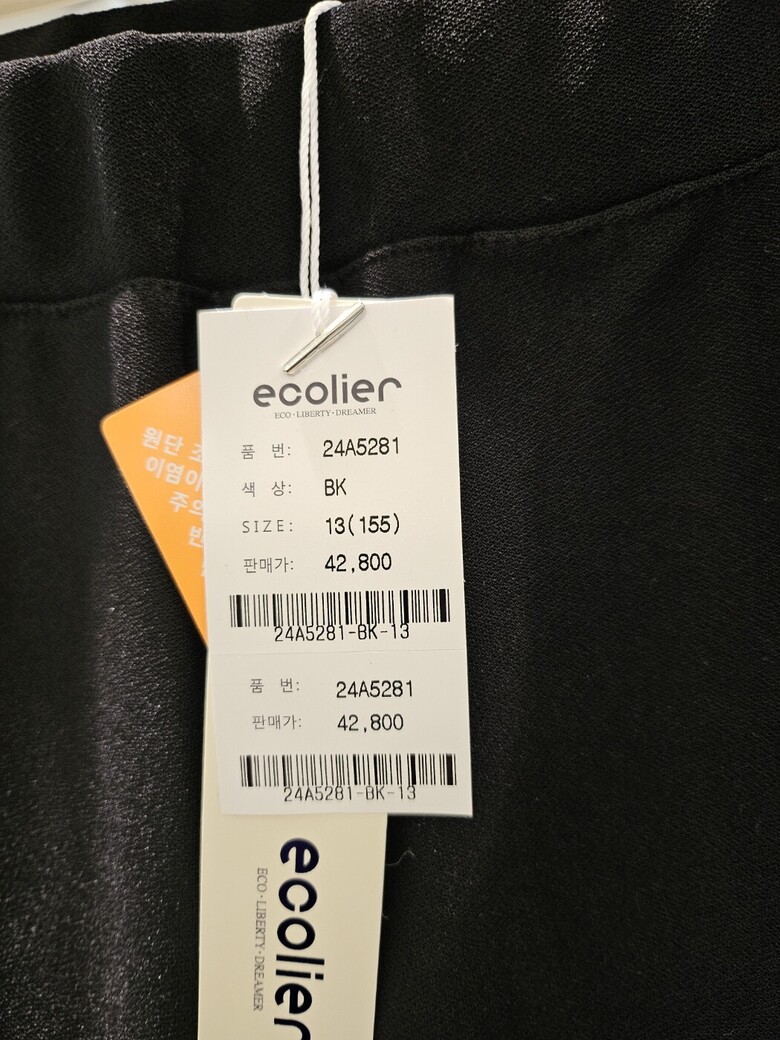 ecolier
ECO·LIBERTY·DREAMER
품 번: 24A5281
색 상: BK
SIZE: 13(155)
판매가: 42,800
24A5281-BK-13
품 번: 24A5281
판매가: 42,800
24A5281-BK-13
원단
이염이
주의
ecolier
ECO·LIBERTY·DREAMER